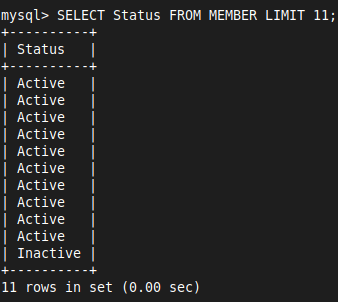 mysql> SELECT Status FROM MEMBER LIMIT 11;
+----------+
| Status   |
+----------+
| Active   |
| Active   |
| Active   |
| Active   |
| Active   |
| Active   |
| Active   |
| Active   |
| Active   |
| Active   |
| Inactive |
+----------+
11 rows in set (0.00 sec)